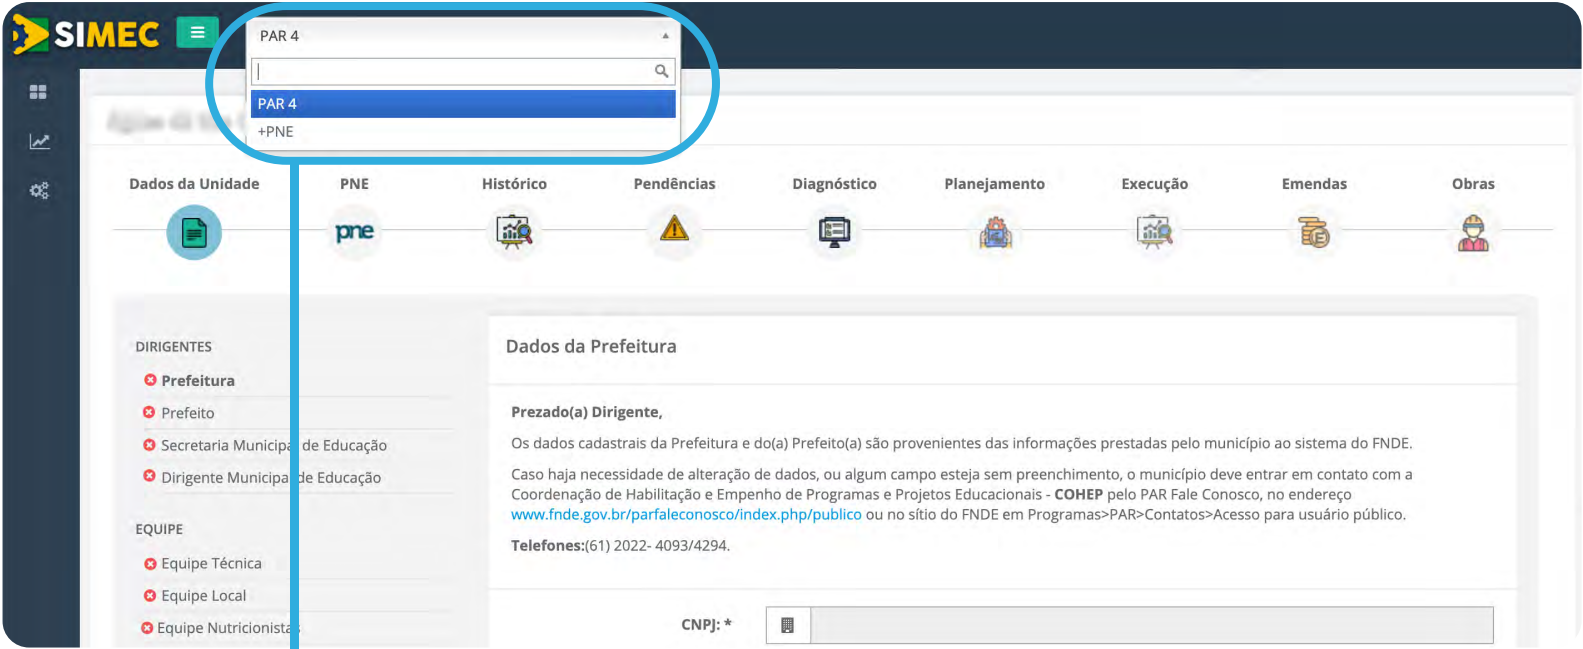 SIMEC
PAR 4
PAR 4
+PNE
Dados da Unidade
PNE
Histórico
Pendências
Diagnóstico
Planejamento
Execução
Emendas
Obras
pne
DIRIGENTES
Prefeitura
Prefeito
Secretaria Municipal de Educação
Dirigente Municipal de Educação
EQUIPE
Equipe Técnica
Equipe Local
Equipe Nutricionistas
Dados da Prefeitura
Prezado(a) Dirigente,
Os dados cadastrais da Prefeitura e do(a) Prefeito(a) são provenientes das informações prestadas pelo município ao sistema do FNDE.
Caso haja necessidade de alteração de dados, ou algum campo esteja sem preenchimento, o município deve entrar em contato com a
Coordenação de Habilitação e Empenho de Programas e Projetos Educacionais - COHEP pelo PAR Fale Conosco, no endereço
www.fnde.gov.br/parfaleconosco/index.php/publico ou no sítio do FNDE em Programas>PAR>Contatos>Acesso para usuário público.
Telefones:(61) 2022- 4093/4294.
CNPJ: *